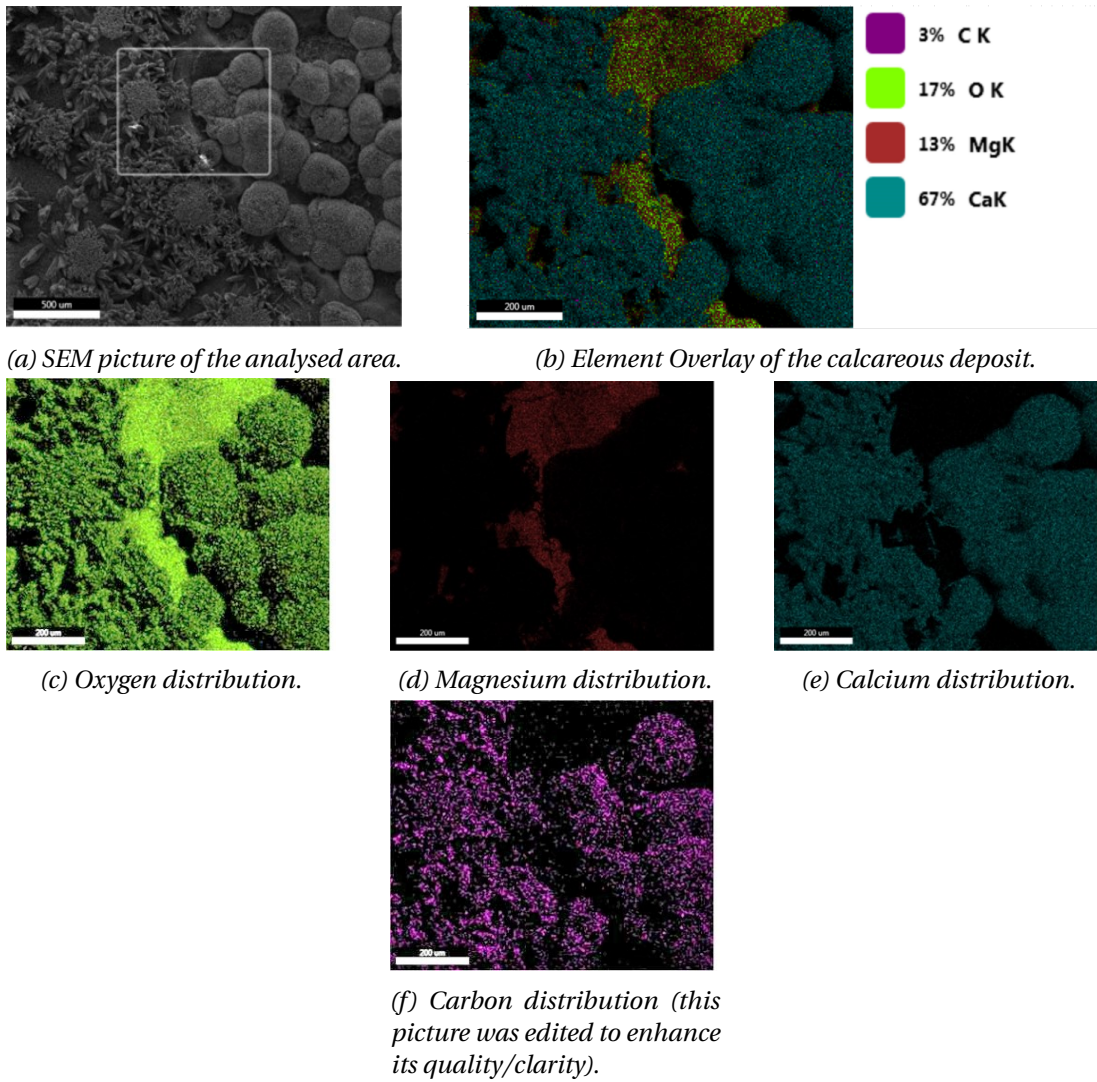 3% C K
17% O K
13% MgK
67% CaK
500 um
200 um
(a) SEM picture of the analysed area.
(b) Element Overlay of the calcareous deposit.
200 um
200 um
200 um
(c) Oxygen distribution.
(d) Magnesium distribution.
(e) Calcium distribution.
200 um
(f) Carbon distribution (this
picture was edited to enhance
its quality/clarity).